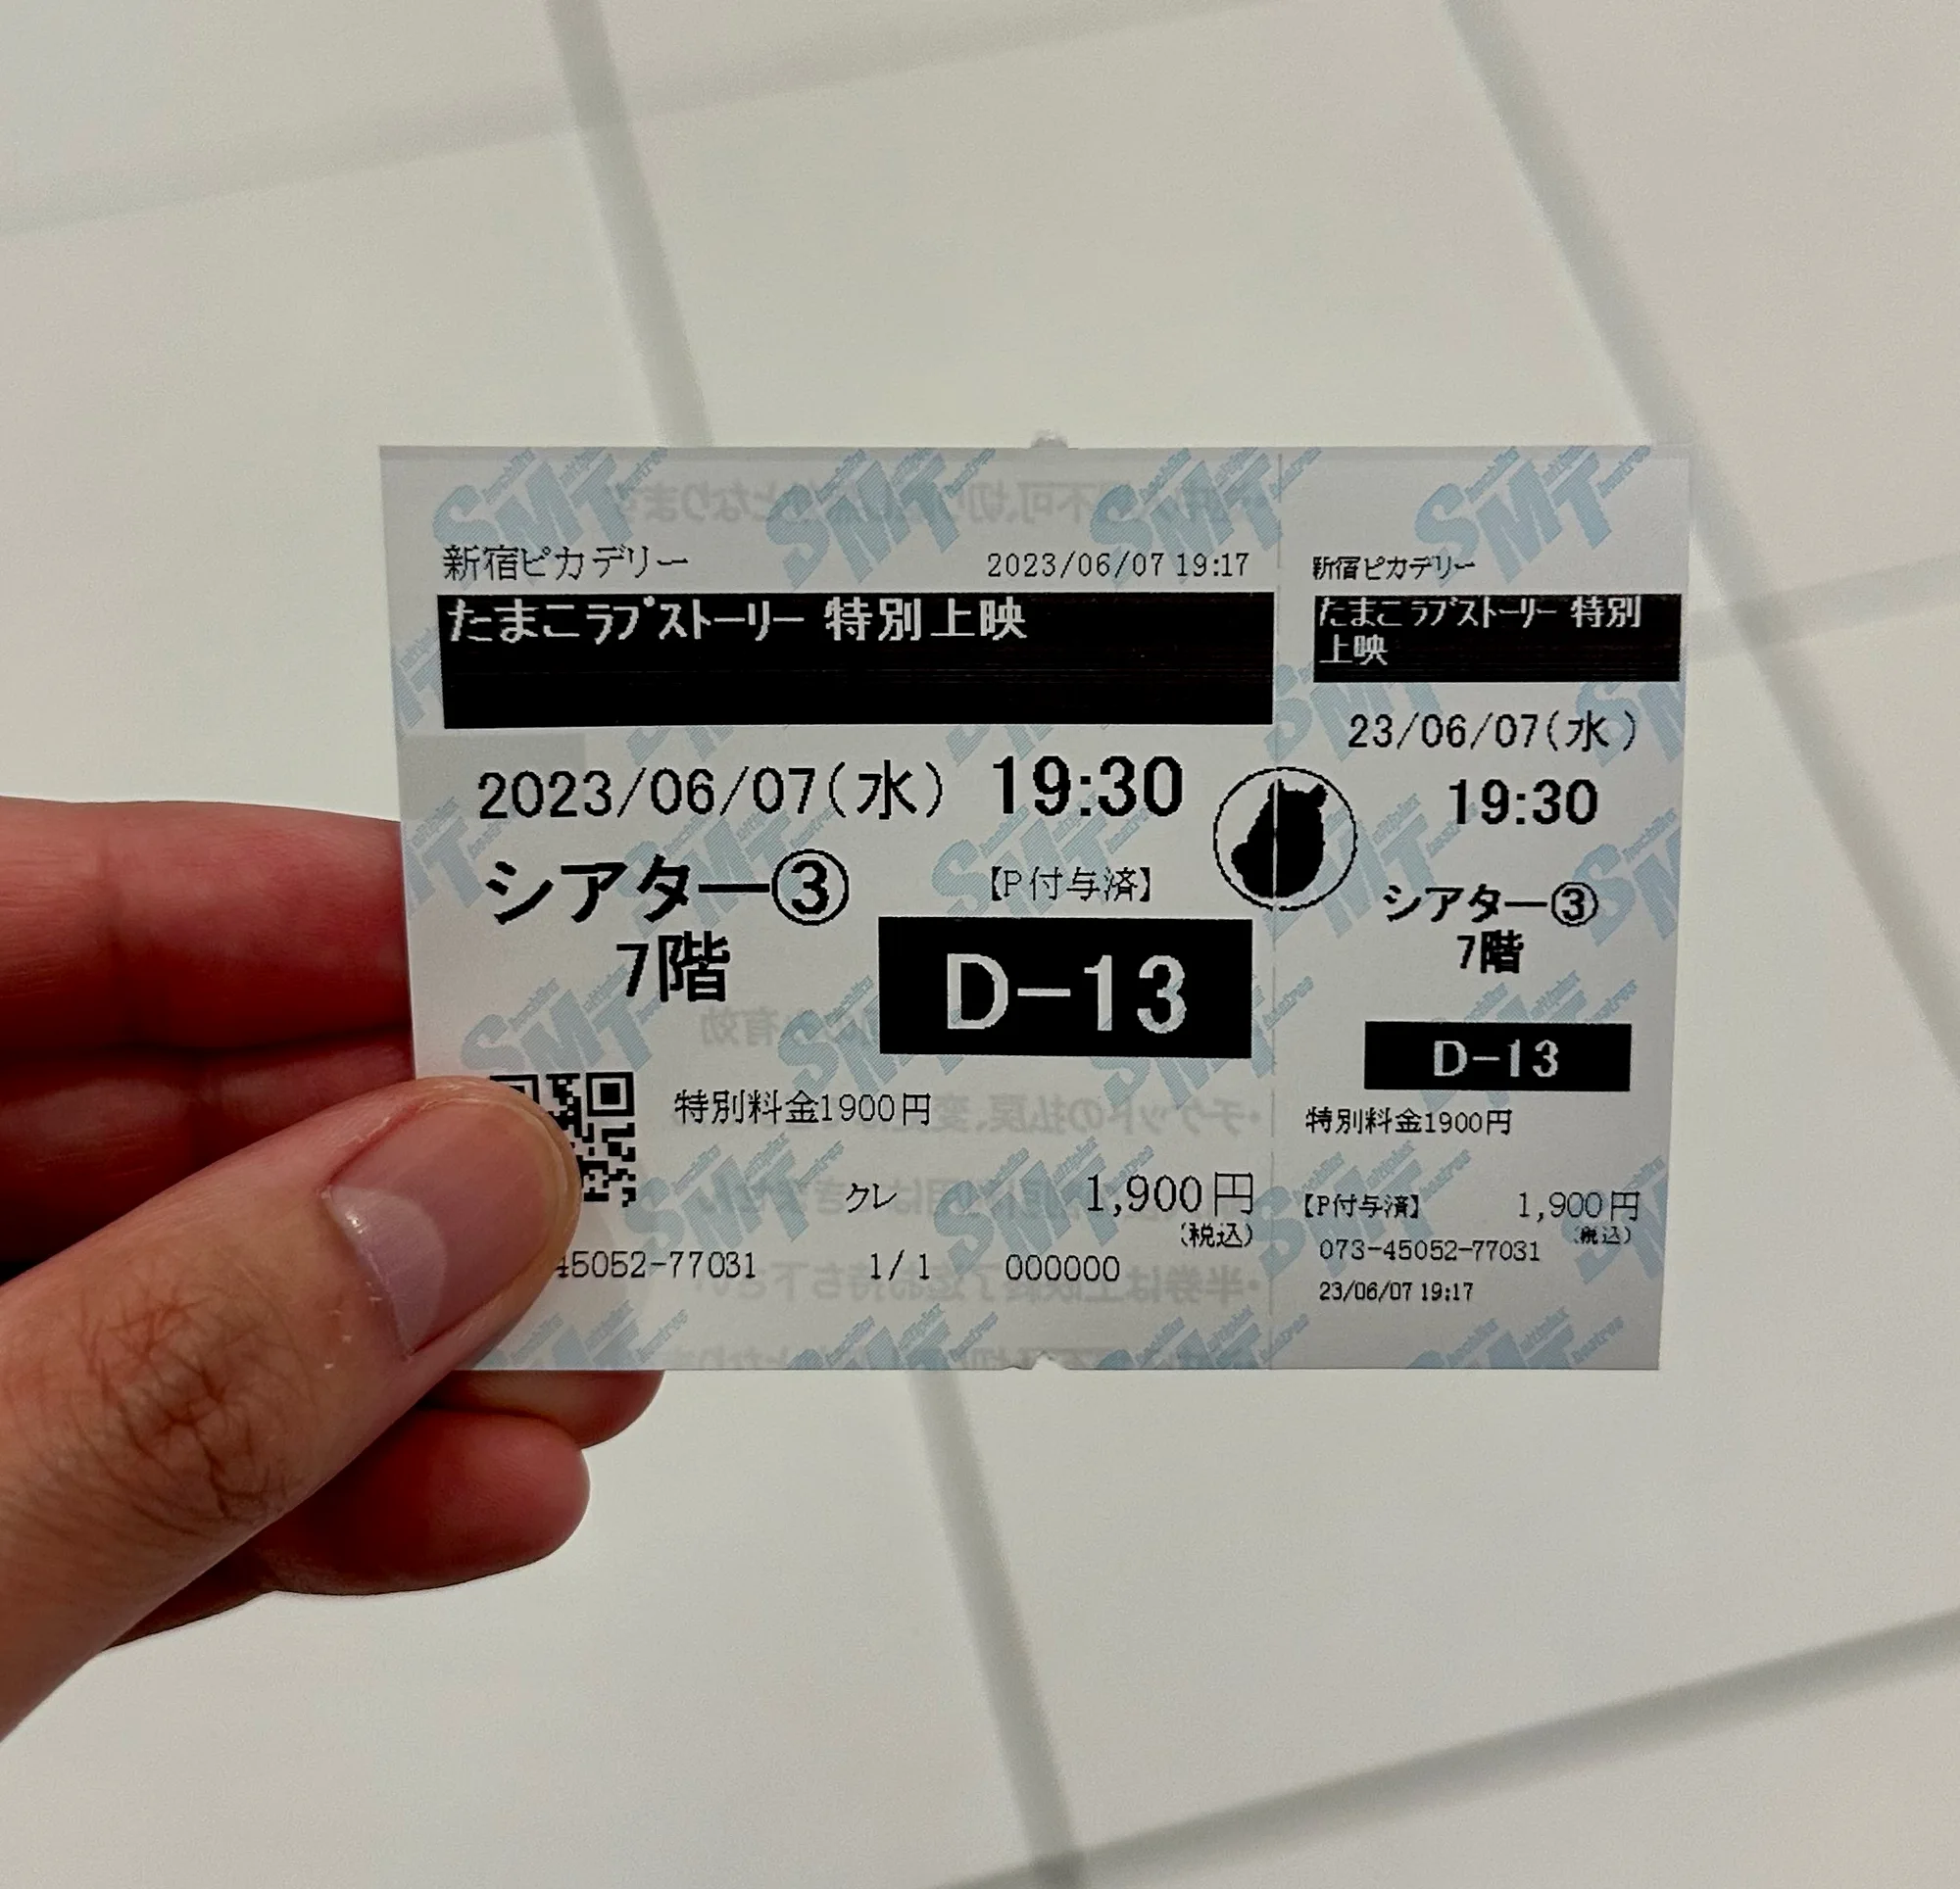 新宿ピカデリー 2023/06/07 19:17
たまこラブストーリー 特別上映
2023/06/07(水) 19:30
シアター③
7階
【P付与済】
D-13
特別料金1900円
クレ 1,900円
(税込)
45052-77031 1/1 000000
新宿ピカデリー
たまこラブストーリー 特別
上映
23/06/07(水)
19:30
シアター③
7階
D-13
特別料金1900円
【P付与済】 1,900円
(税込)
073-45052-77031
23/06/07 19:17
SMT